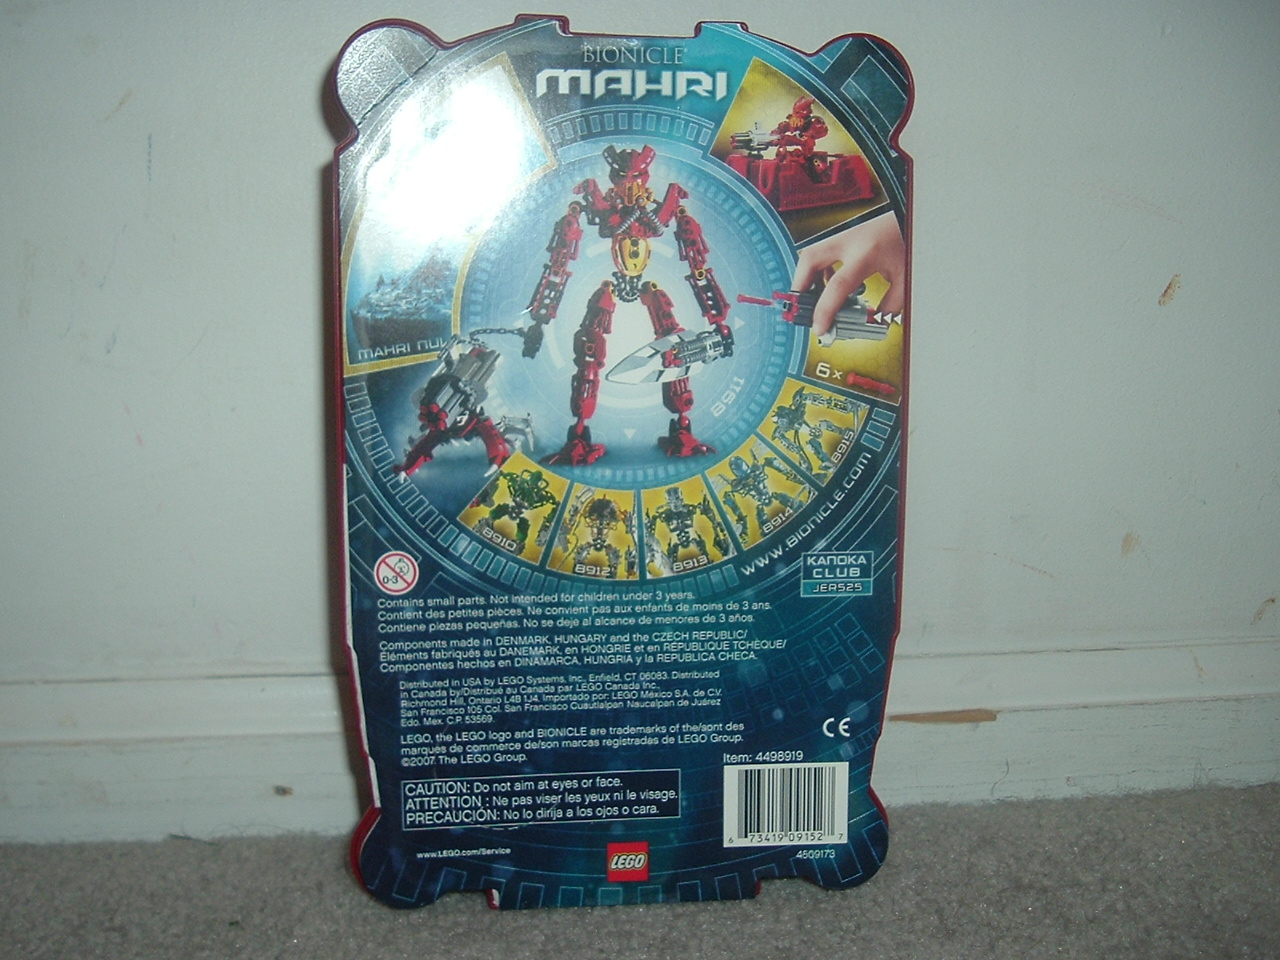 BIONICLE®
MAHRI
MAHRI NUI
6x
8911
7
8910
8912
8913
8914
8915
www.BIONICLE.com
KANOKA
CLUB
JER525
0-3
Contains small parts. Not intended for children under 3 years.
Contient des petites pièces. Ne convient pas aux enfants de moins de 3 ans.
Contiene piezas pequeñas. No se deje al alcance de menores de 3 años.
Components made in DENMARK, HUNGARY and the CZECH REPUBLIC/
Éléments fabriqués au DANEMARK, en HONGRIE et en RÉPUBLIQUE TCHÈQUE/
Componentes hechos en DINAMARCA, HUNGRIA y la REPUBLICA CHECA.
Distributed in USA by LEGO Systems, Inc., Enfield, CT 06083. Distributed
in Canada by/Distribué au Canada par LEGO Canada Inc.,
Richmond Hill, Ontario L4B 1J4. Importado por: LEGO México S.A. de C.V.
San Francisco 105 Col. San Francisco Cuautlalpan Naucalpan de Juárez
Edo. Mex. C.P. 53569.
LEGO, the LEGO logo and BIONICLE are trademarks of the/sont des
marques de commerce de/son marcas registradas de LEGO Group.
©2007 The LEGO Group.
CE
Item: 4498919
CAUTION: Do not aim at eyes or face.
ATTENTION : Ne pas viser les yeux ni le visage.
PRECAUCIÓN: No lo dirija a los ojos o cara.
6 73419 09152 7
www.LEGO.com/Service
LEGO
4509173